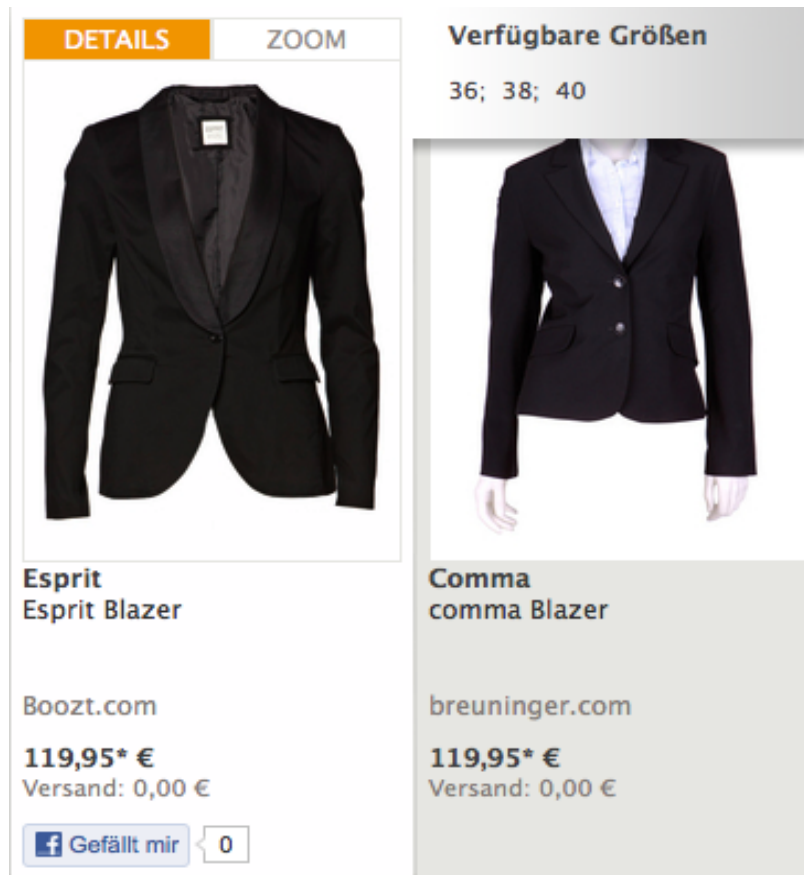 DETAILS ZOOM
Verfügbare Größen
36; 38; 40
Esprit
Esprit Blazer
Boozt.com
119,95* €
Versand: 0,00 €
Gefällt mir 0
Comma
comma Blazer
breuninger.com
119,95* €
Versand: 0,00 €